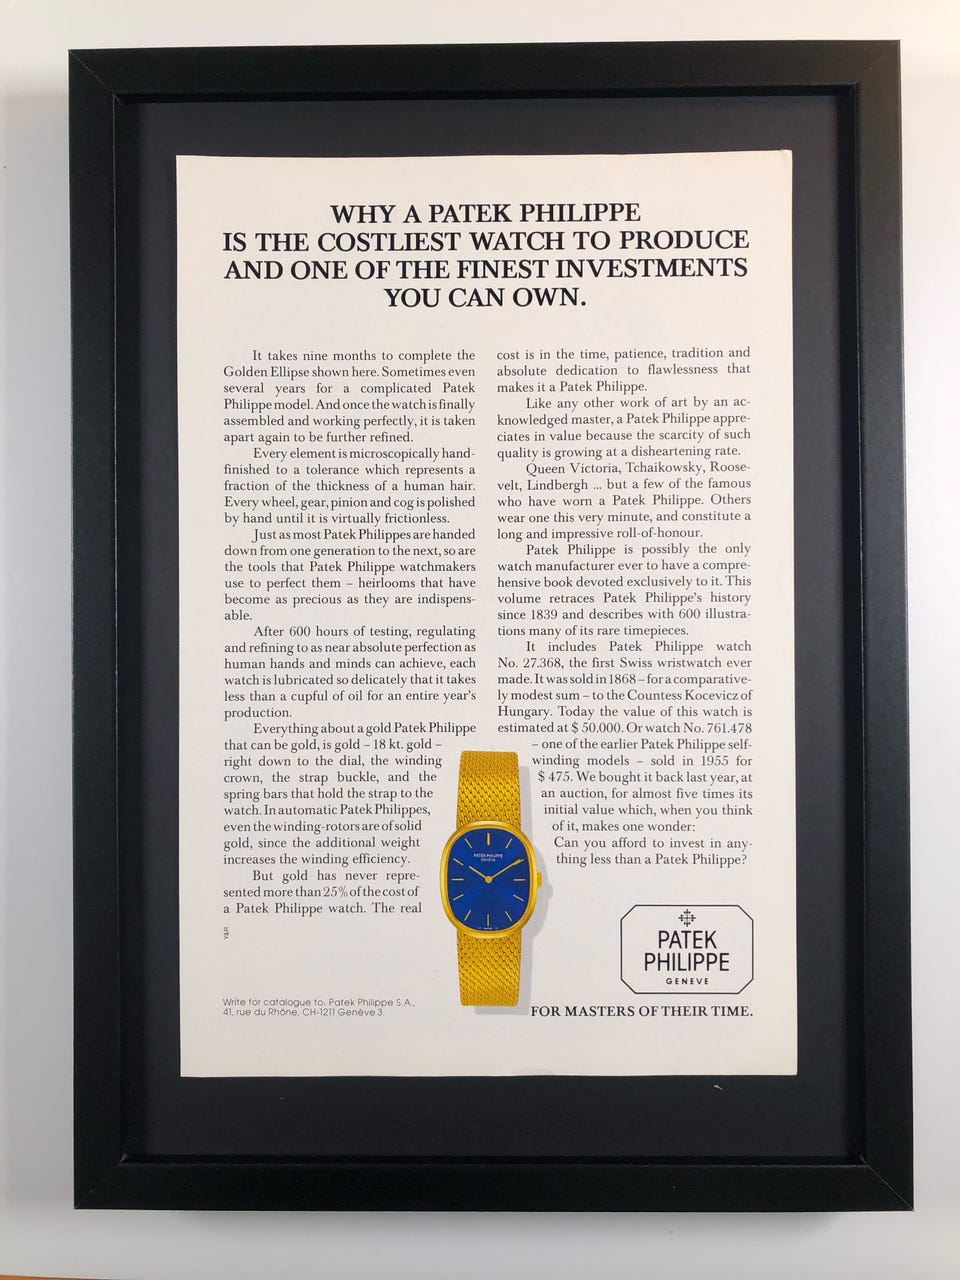 WHY A PATEK PHILIPPE
IS THE COSTLIEST WATCH TO PRODUCE
AND ONE OF THE FINEST INVESTMENTS
YOU CAN OWN.
It takes nine months to complete the
Golden Ellipse shown here. Sometimes even
several years for a complicated Patek
Philippe model. And once the watch is finally
assembled and working perfectly, it is taken
apart again to be further refined.
Every element is microscopically hand-
finished to a tolerance which represents a
fraction of the thickness of a human hair.
Every wheel, gear, pinion and cog is polished
by hand until it is virtually frictionless.
Just as most Patek Philippes are handed
down from one generation to the next, so are
the tools that Patek Philippe watchmakers
use to perfect them – heirlooms that have
become as precious as they are indispens-
able.
After 600 hours of testing, regulating
and refining to as near absolute perfection as
human hands and minds can achieve, each
watch is lubricated so delicately that it takes
less than a cupful of oil for an entire year's
production.
Everything about a gold Patek Philippe
that can be gold, is gold – 18 kt. gold –
right down to the dial, the winding
crown, the strap buckle, and the
spring bars that hold the strap to the
watch. In automatic Patek Philippes,
even the winding-rotors are of solid
gold, since the additional weight
increases the winding efficiency.
But gold has never repre-
sented more than 25% of the cost of
a Patek Philippe watch. The real
cost is in the time, patience, tradition and
absolute dedication to flawlessness that
makes it a Patek Philippe.
Like any other work of art by an ac-
knowledged master, a Patek Philippe appre-
ciates in value because the scarcity of such
quality is growing at a disheartening rate.
Queen Victoria, Tchaikowsky, Roose-
velt, Lindbergh ... but a few of the famous
who have worn a Patek Philippe. Others
wear one this very minute, and constitute a
long and impressive roll-of-honour.
Patek Philippe is possibly the only
watch manufacturer ever to have a compre-
hensive book devoted exclusively to it. This
volume retraces Patek Philippe's history
since 1839 and describes with 600 illustra-
tions many of its rare timepieces.
It includes Patek Philippe watch
No. 27.368, the first Swiss wristwatch ever
made. It was sold in 1868 – for a comparative-
ly modest sum – to the Countess Kocevicz of
Hungary. Today the value of this watch is
estimated at $ 50.000. Or watch No. 761.478
– one of the earlier Patek Philippe self-
winding models – sold in 1955 for
$ 475. We bought it back last year, at
an auction, for almost five times its
initial value which, when you think
of it, makes one wonder:
Can you afford to invest in any-
thing less than a Patek Philippe?
PATEK PHILIPPE
GENÈVE
Y&R
PATEK
PHILIPPE
GENEVE
Write for catalogue to: Patek Philippe S.A.,
41, rue du Rhône, CH-1211 Genève 3.
FOR MASTERS OF THEIR TIME.